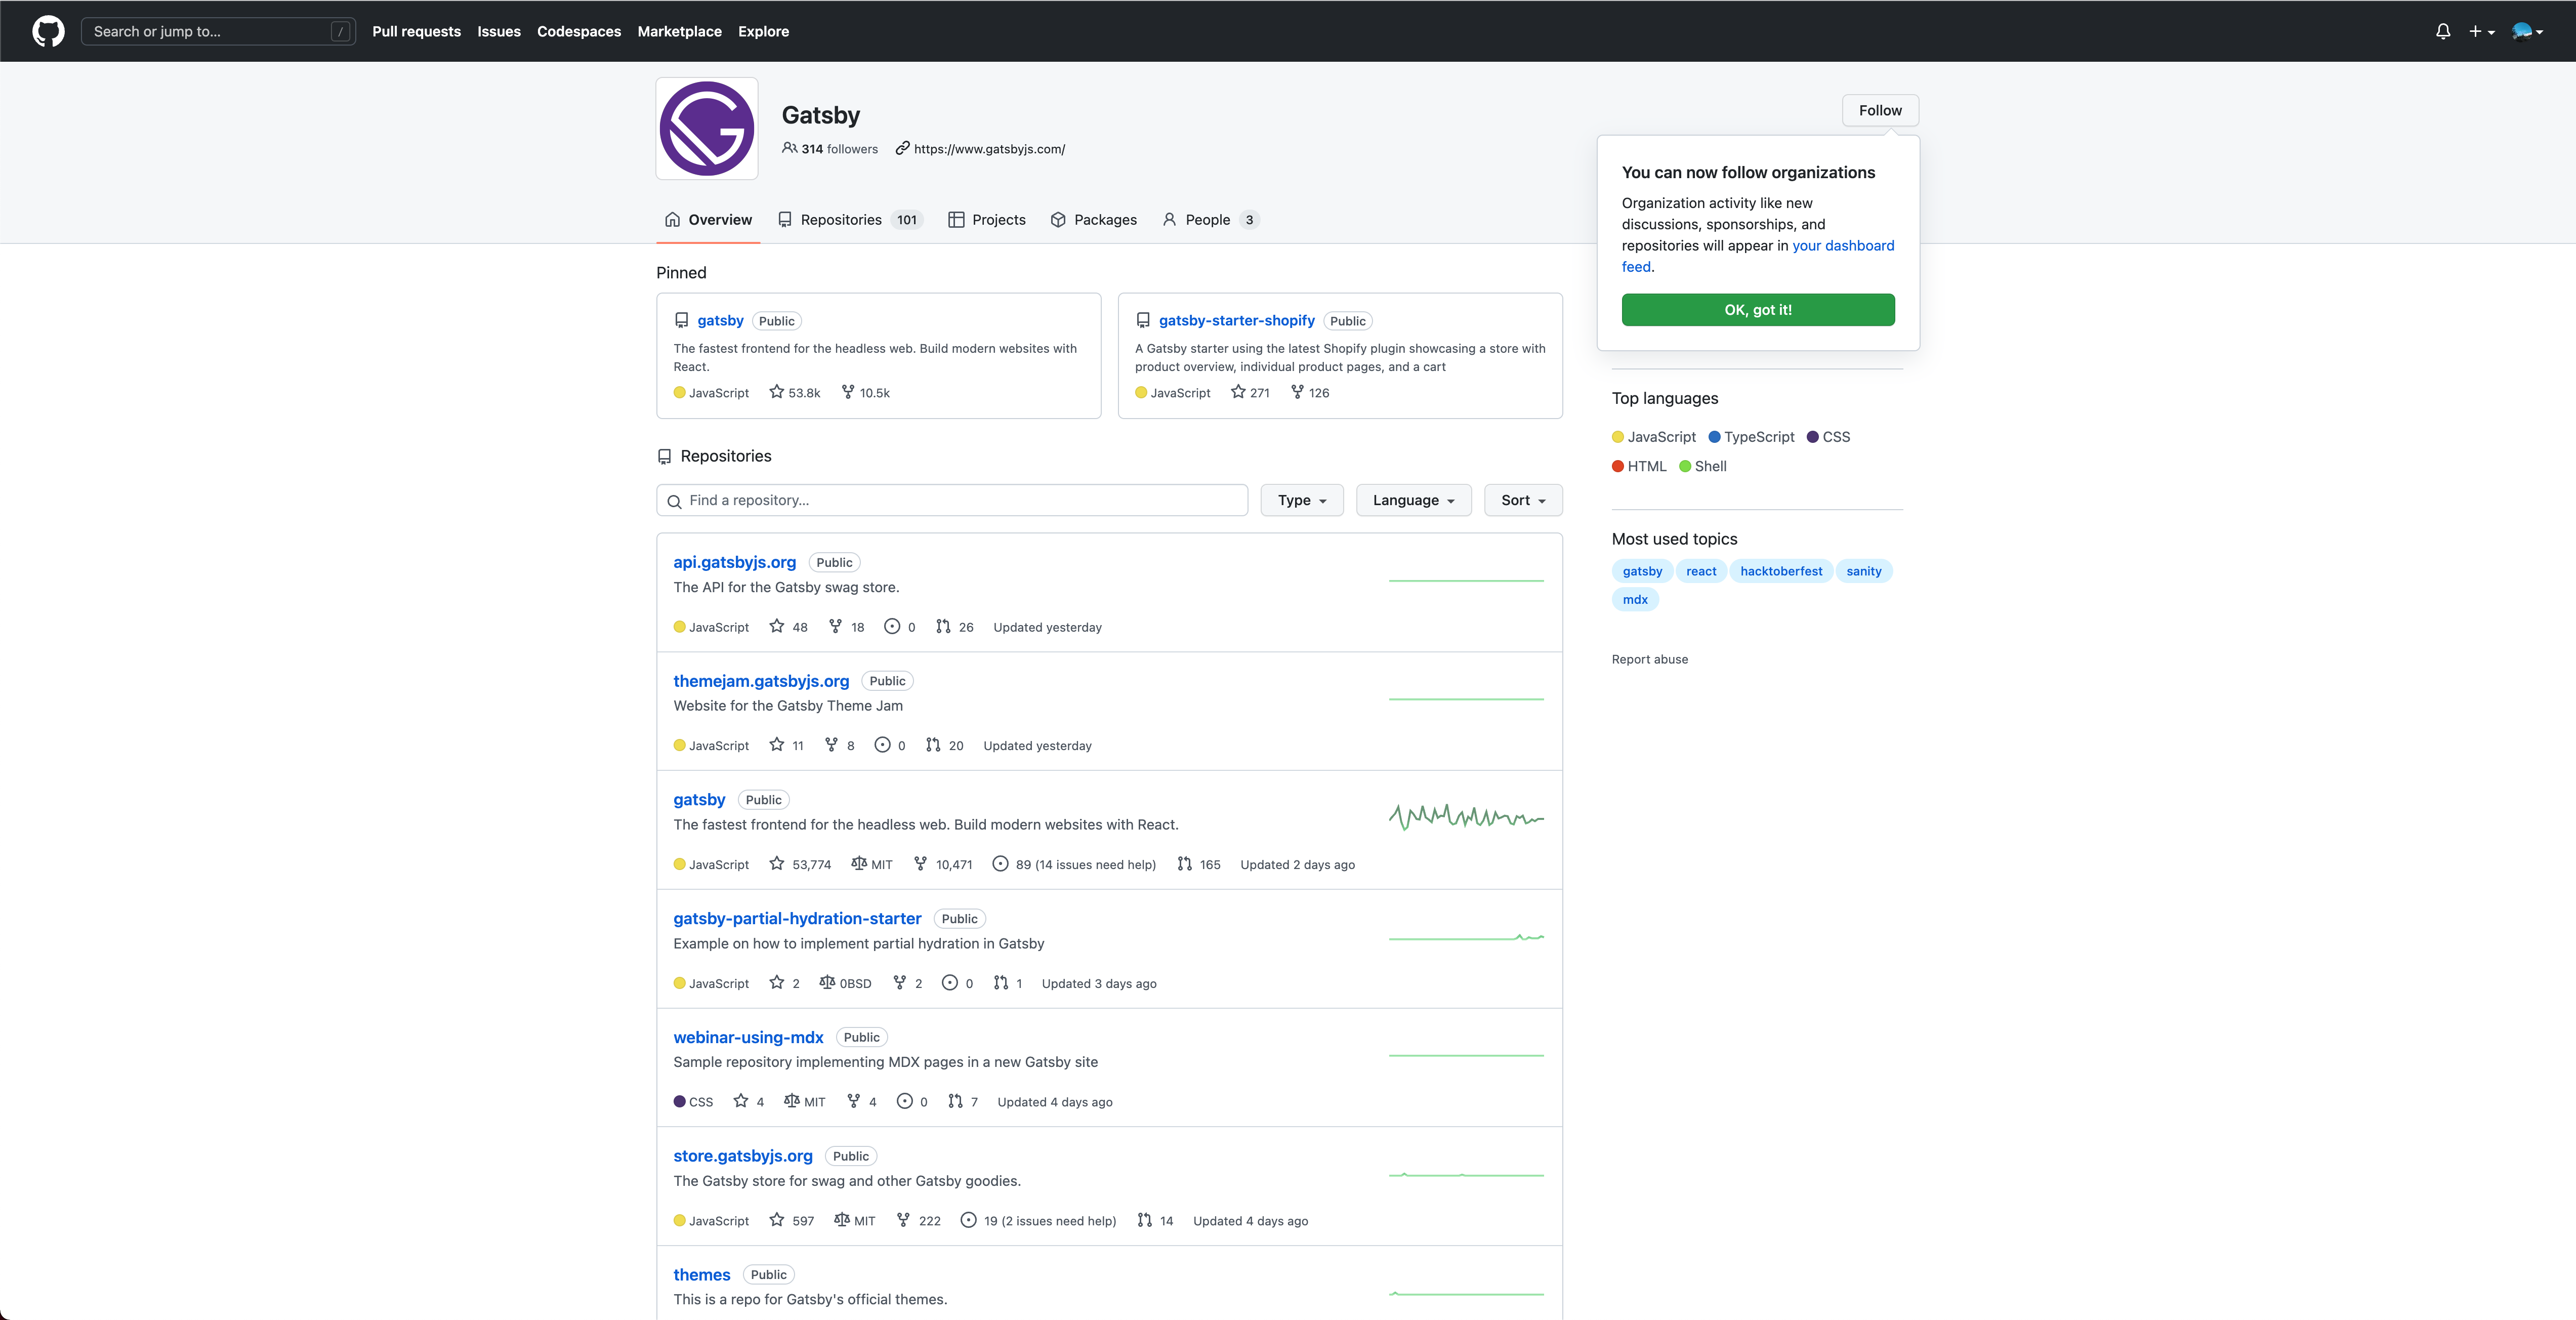 Search or jump to... /
Pull requests Issues Codespaces Marketplace Explore
Gatsby
314 followers https://www.gatsbyjs.com/
Follow
You can now follow organizations
Organization activity like new
discussions, sponsorships, and
repositories will appear in your dashboard
feed.
OK, got it!
Overview Repositories 101 Projects Packages People 3
Pinned
gatsby Public
The fastest frontend for the headless web. Build modern websites with
React.
JavaScript 53.8k 10.5k
gatsby-starter-shopify Public
A Gatsby starter using the latest Shopify plugin showcasing a store with
product overview, individual product pages, and a cart
JavaScript 271 126
Repositories
Find a repository... Type Language Sort
api.gatsbyjs.org Public
The API for the Gatsby swag store.
JavaScript 48 18 0 26 Updated yesterday
themejam.gatsbyjs.org Public
Website for the Gatsby Theme Jam
JavaScript 11 8 0 20 Updated yesterday
gatsby Public
The fastest frontend for the headless web. Build modern websites with React.
JavaScript 53,774 MIT 10,471 89 (14 issues need help) 165 Updated 2 days ago
gatsby-partial-hydration-starter Public
Example on how to implement partial hydration in Gatsby
JavaScript 2 0BSD 2 0 1 Updated 3 days ago
webinar-using-mdx Public
Sample repository implementing MDX pages in a new Gatsby site
CSS 4 MIT 4 0 7 Updated 4 days ago
store.gatsbyjs.org Public
The Gatsby store for swag and other Gatsby goodies.
JavaScript 597 MIT 222 19 (2 issues need help) 14 Updated 4 days ago
themes Public
This is a repo for Gatsby's official themes.
Top languages
JavaScript TypeScript CSS
HTML Shell
Most used topics
gatsby react hacktoberfest sanity
mdx
Report abuse